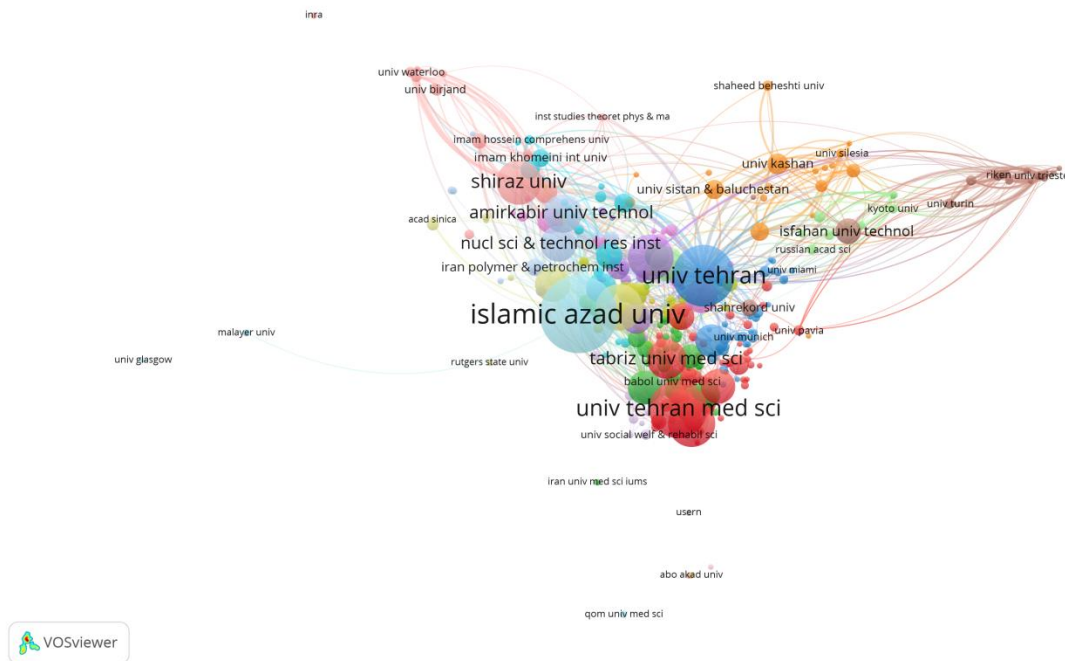 inra
univ waterloo
shaheed beheshti univ
univ birjand
inst studies theoret phys & ma
imam hossein comprehens univ
univ silesia
imam khomeini int univ
univ kashan
riken
univ trieste
shiraz univ
univ sistan & baluchestan
univ turin
kyoto univ
amirkabir univ technol
acad sinica
isfahan univ technol
nucl sci & technol res inst
russian acad sci
iran polymer & petrochem inst
univ tehran
univ miami
shahrekord univ
islamic azad univ
malayer univ
univ pavia
univ munich
univ glasgow
rutgers state univ
tabriz univ med sci
babol univ med sci
univ tehran med sci
univ social welf & rehabil sci
iran univ med sci iums
usern
abo akad univ
qom univ med sci
VOSviewer